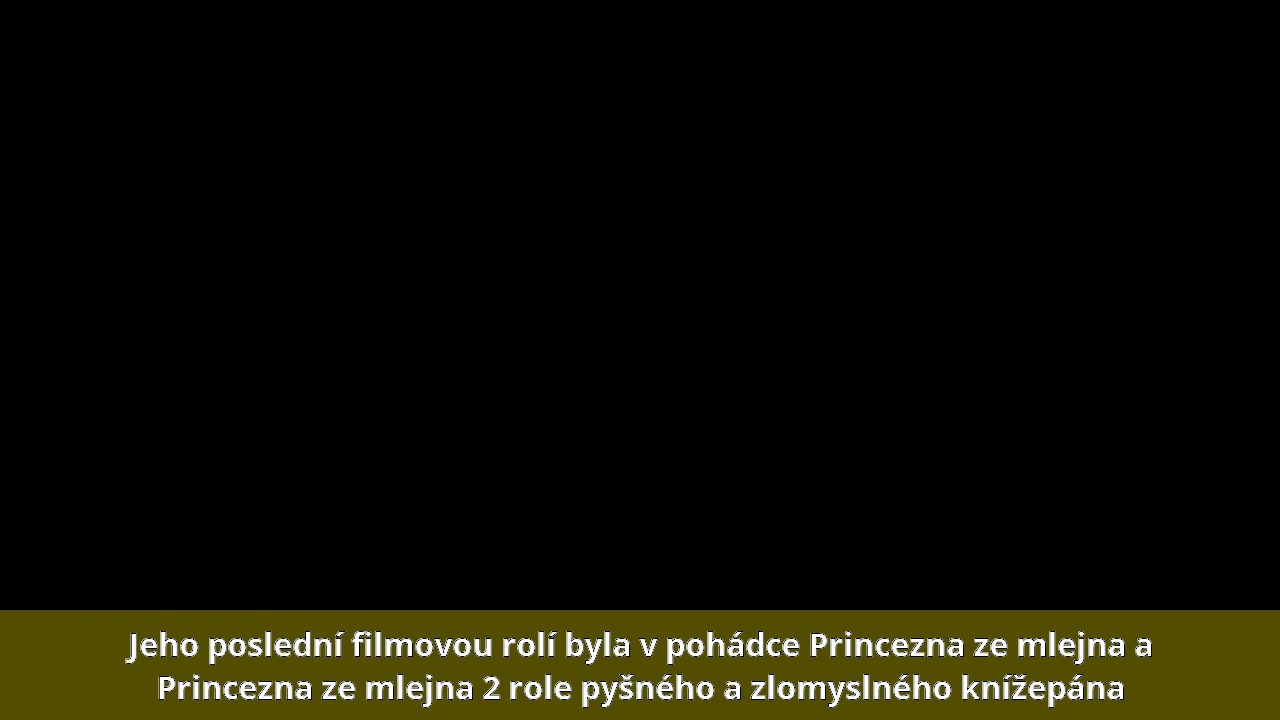 Jeho poslední filmovou rolí byla v pohádce Princezna ze mlejna a
Princezna ze mlejna 2 role pyšného a zlomyslného knížepána